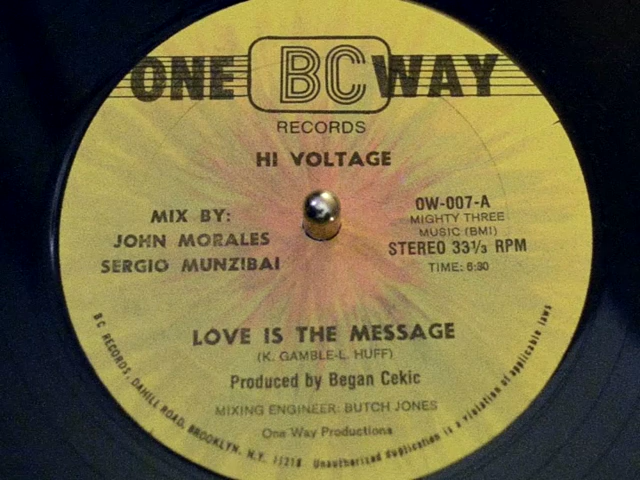 ONE BC WAY
RECORDS
HI VOLTAGE
MIX BY:
JOHN MORALES
SERGIO MUNZIBAI
OW-007-A
MIGHTY THREE
MUSIC (BMI)
STEREO 33⅓ RPM
TIME: 6:30
LOVE IS THE MESSAGE
(K. GAMBLE-L. HUFF)
Produced by Began Cekic
MIXING ENGINEER: BUTCH JONES
One Way Productions
BC RECORDS, DAHILL ROAD, BROOKLYN, N.Y. 11218 Unauthorized duplication is a violation of applicable laws